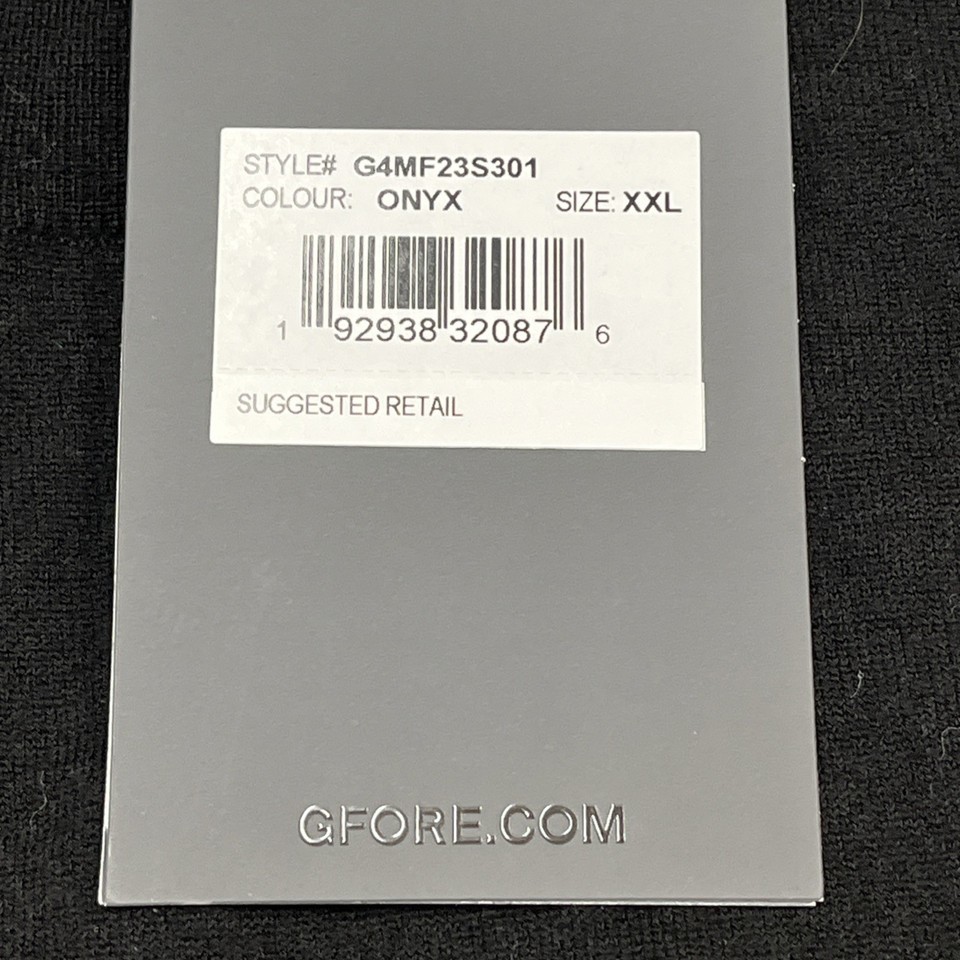 STYLE# G4MF23S301
COLOUR: ONYX SIZE: XXL
1 92938 32087 6
SUGGESTED RETAIL
GFORE.COM